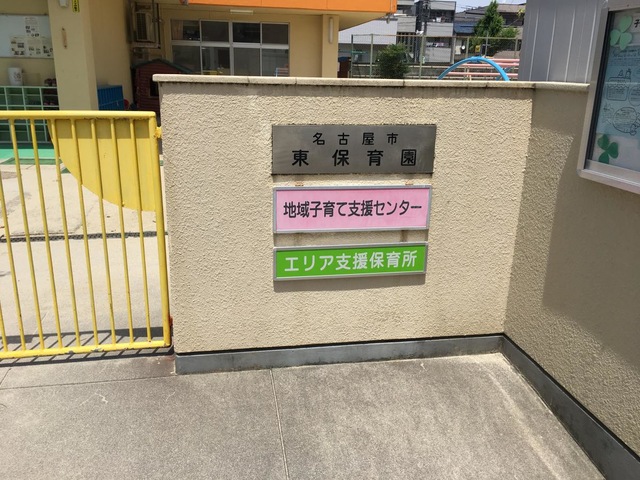 名古屋市
東保育園
地域子育て支援センター
エリア支援保育所